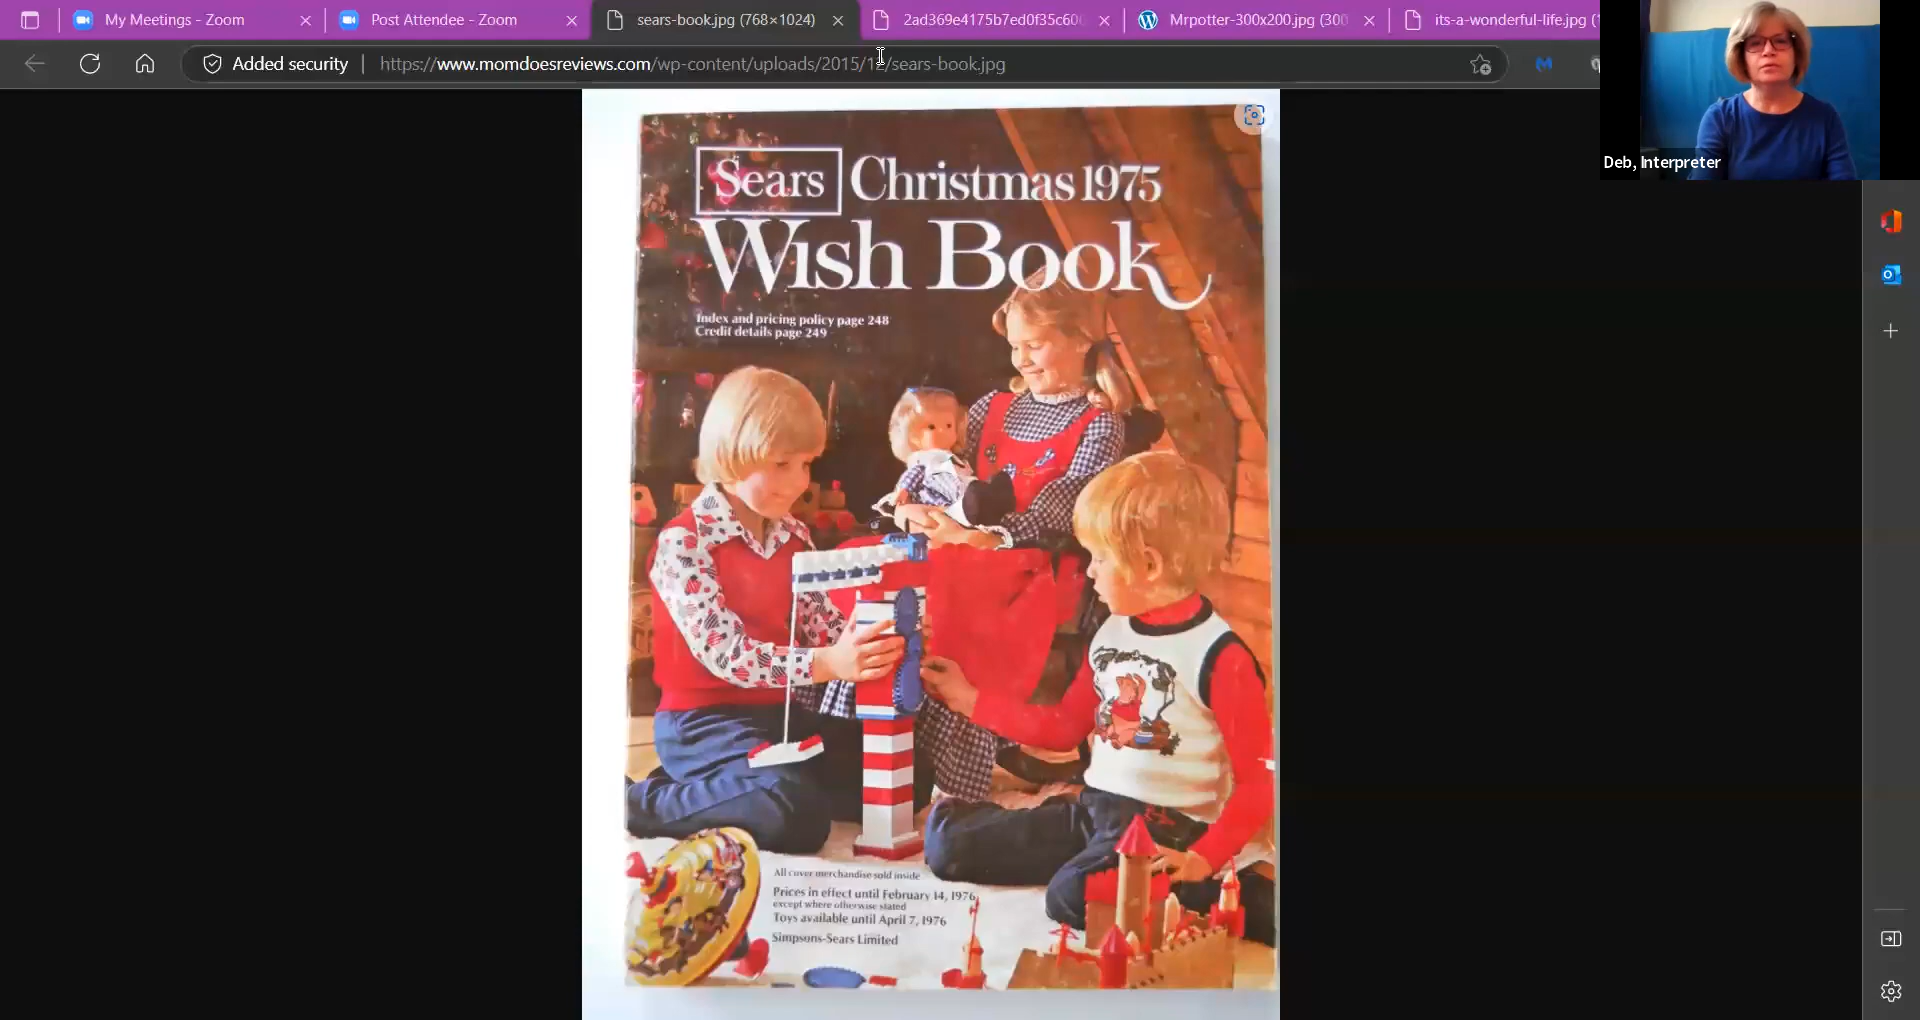 My Meetings - Zoom
Post Attendee - Zoom
sears-book.jpg (768×1024)
2ad369e4175b7ed0f35c60
Mrpotter-300x200.jpg (300
its-a-wonderful-life.jpg (
Added security
https://www.momdoesreviews.com/wp-content/uploads/2015/12/sears-book.jpg
Deb, Interpreter
Sears Christmas 1975
Wish Book
Index and pricing policy page 248
Credit details page 249
All cover merchandise sold inside
Prices in effect until February 14, 1976
except where otherwise stated
Toys available until April 7, 1976
Simpsons-Sears Limited